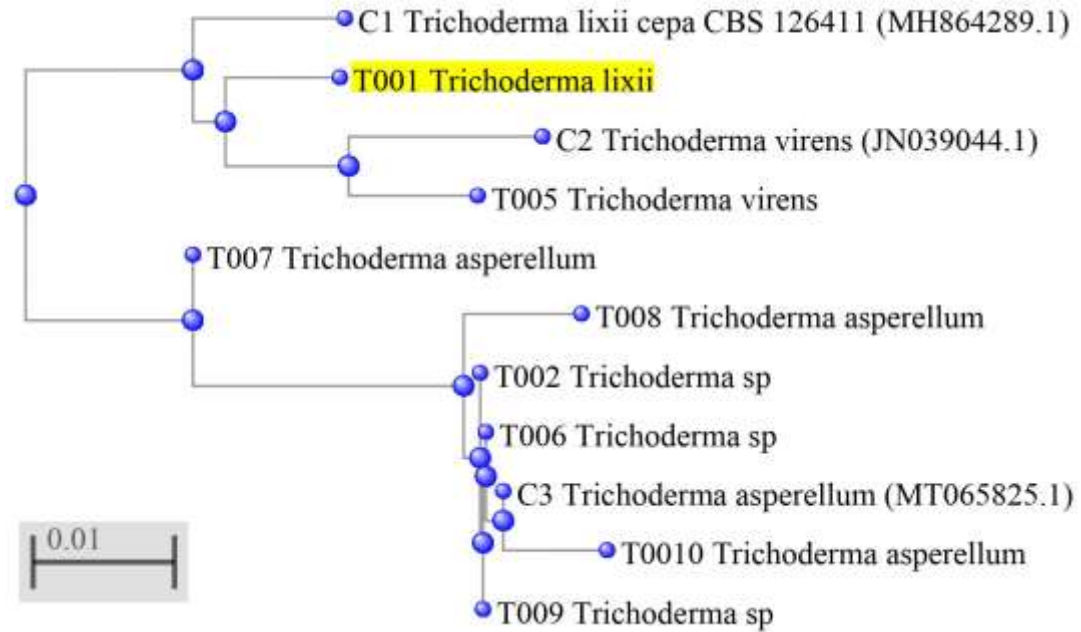 C1 Trichoderma lixii cepa CBS 126411 (MH864289.1)
T001 Trichoderma lixii
C2 Trichoderma virens (JN039044.1)
T005 Trichoderma virens
T007 Trichoderma asperellum
T008 Trichoderma asperellum
T002 Trichoderma sp
T006 Trichoderma sp
C3 Trichoderma asperellum (MT065825.1)
0.01
T0010 Trichoderma asperellum
T009 Trichoderma sp